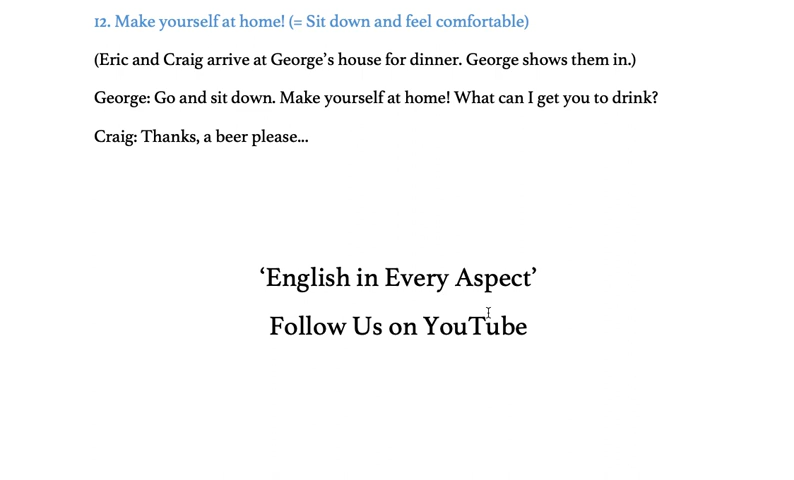 12. Make yourself at home! (= Sit down and feel comfortable)
(Eric and Craig arrive at George’s house for dinner. George shows them in.)
George: Go and sit down. Make yourself at home! What can I get you to drink?
Craig: Thanks, a beer please...
‘English in Every Aspect’
Follow Us on YouTube